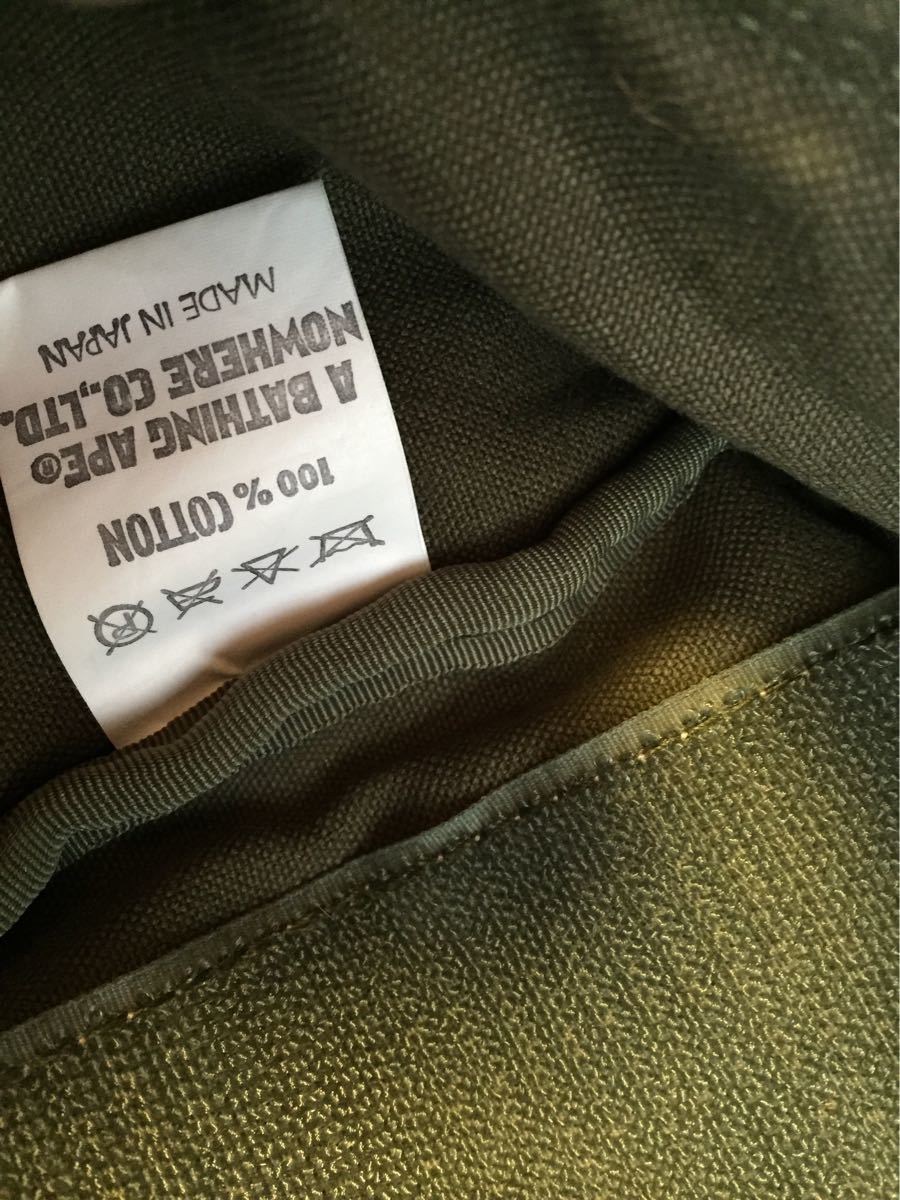 100% COTTON
A BATHING APE®
NOWHERE CO.,LTD.
MADE IN JAPAN